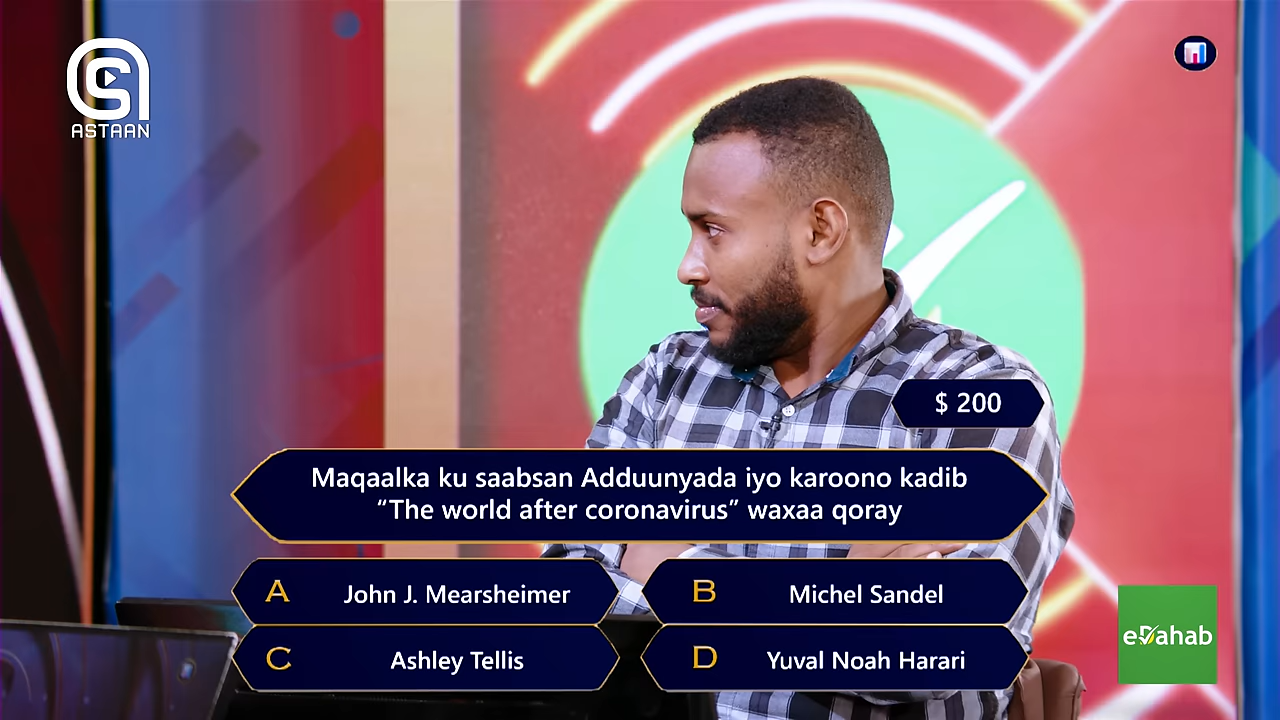 ASTAAN
$ 200
Maqaalka ku saabsan Adduunyada iyo karoono kadib
“The world after coronavirus” waxaa qoray
A John J. Mearsheimer
B Michel Sandel
C Ashley Tellis
D Yuval Noah Harari
eDahab